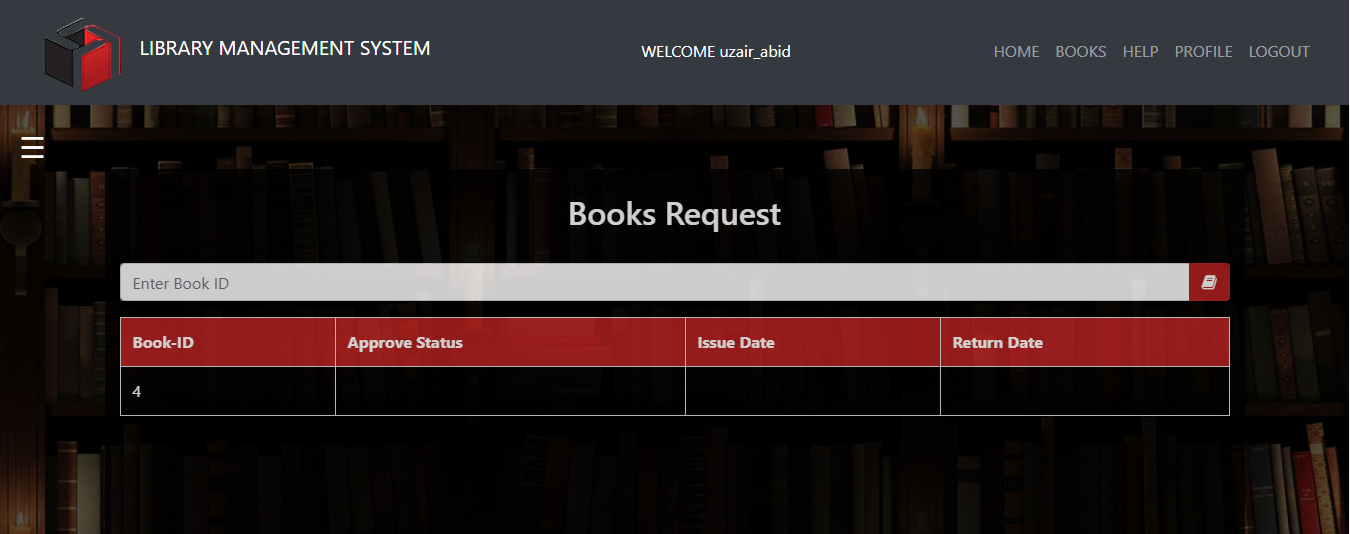 LIBRARY MANAGEMENT SYSTEM
WELCOME uzair_abid
HOME BOOKS HELP PROFILE LOGOUT
Books Request
Enter Book ID
Book-ID Approve Status Issue Date Return Date
4